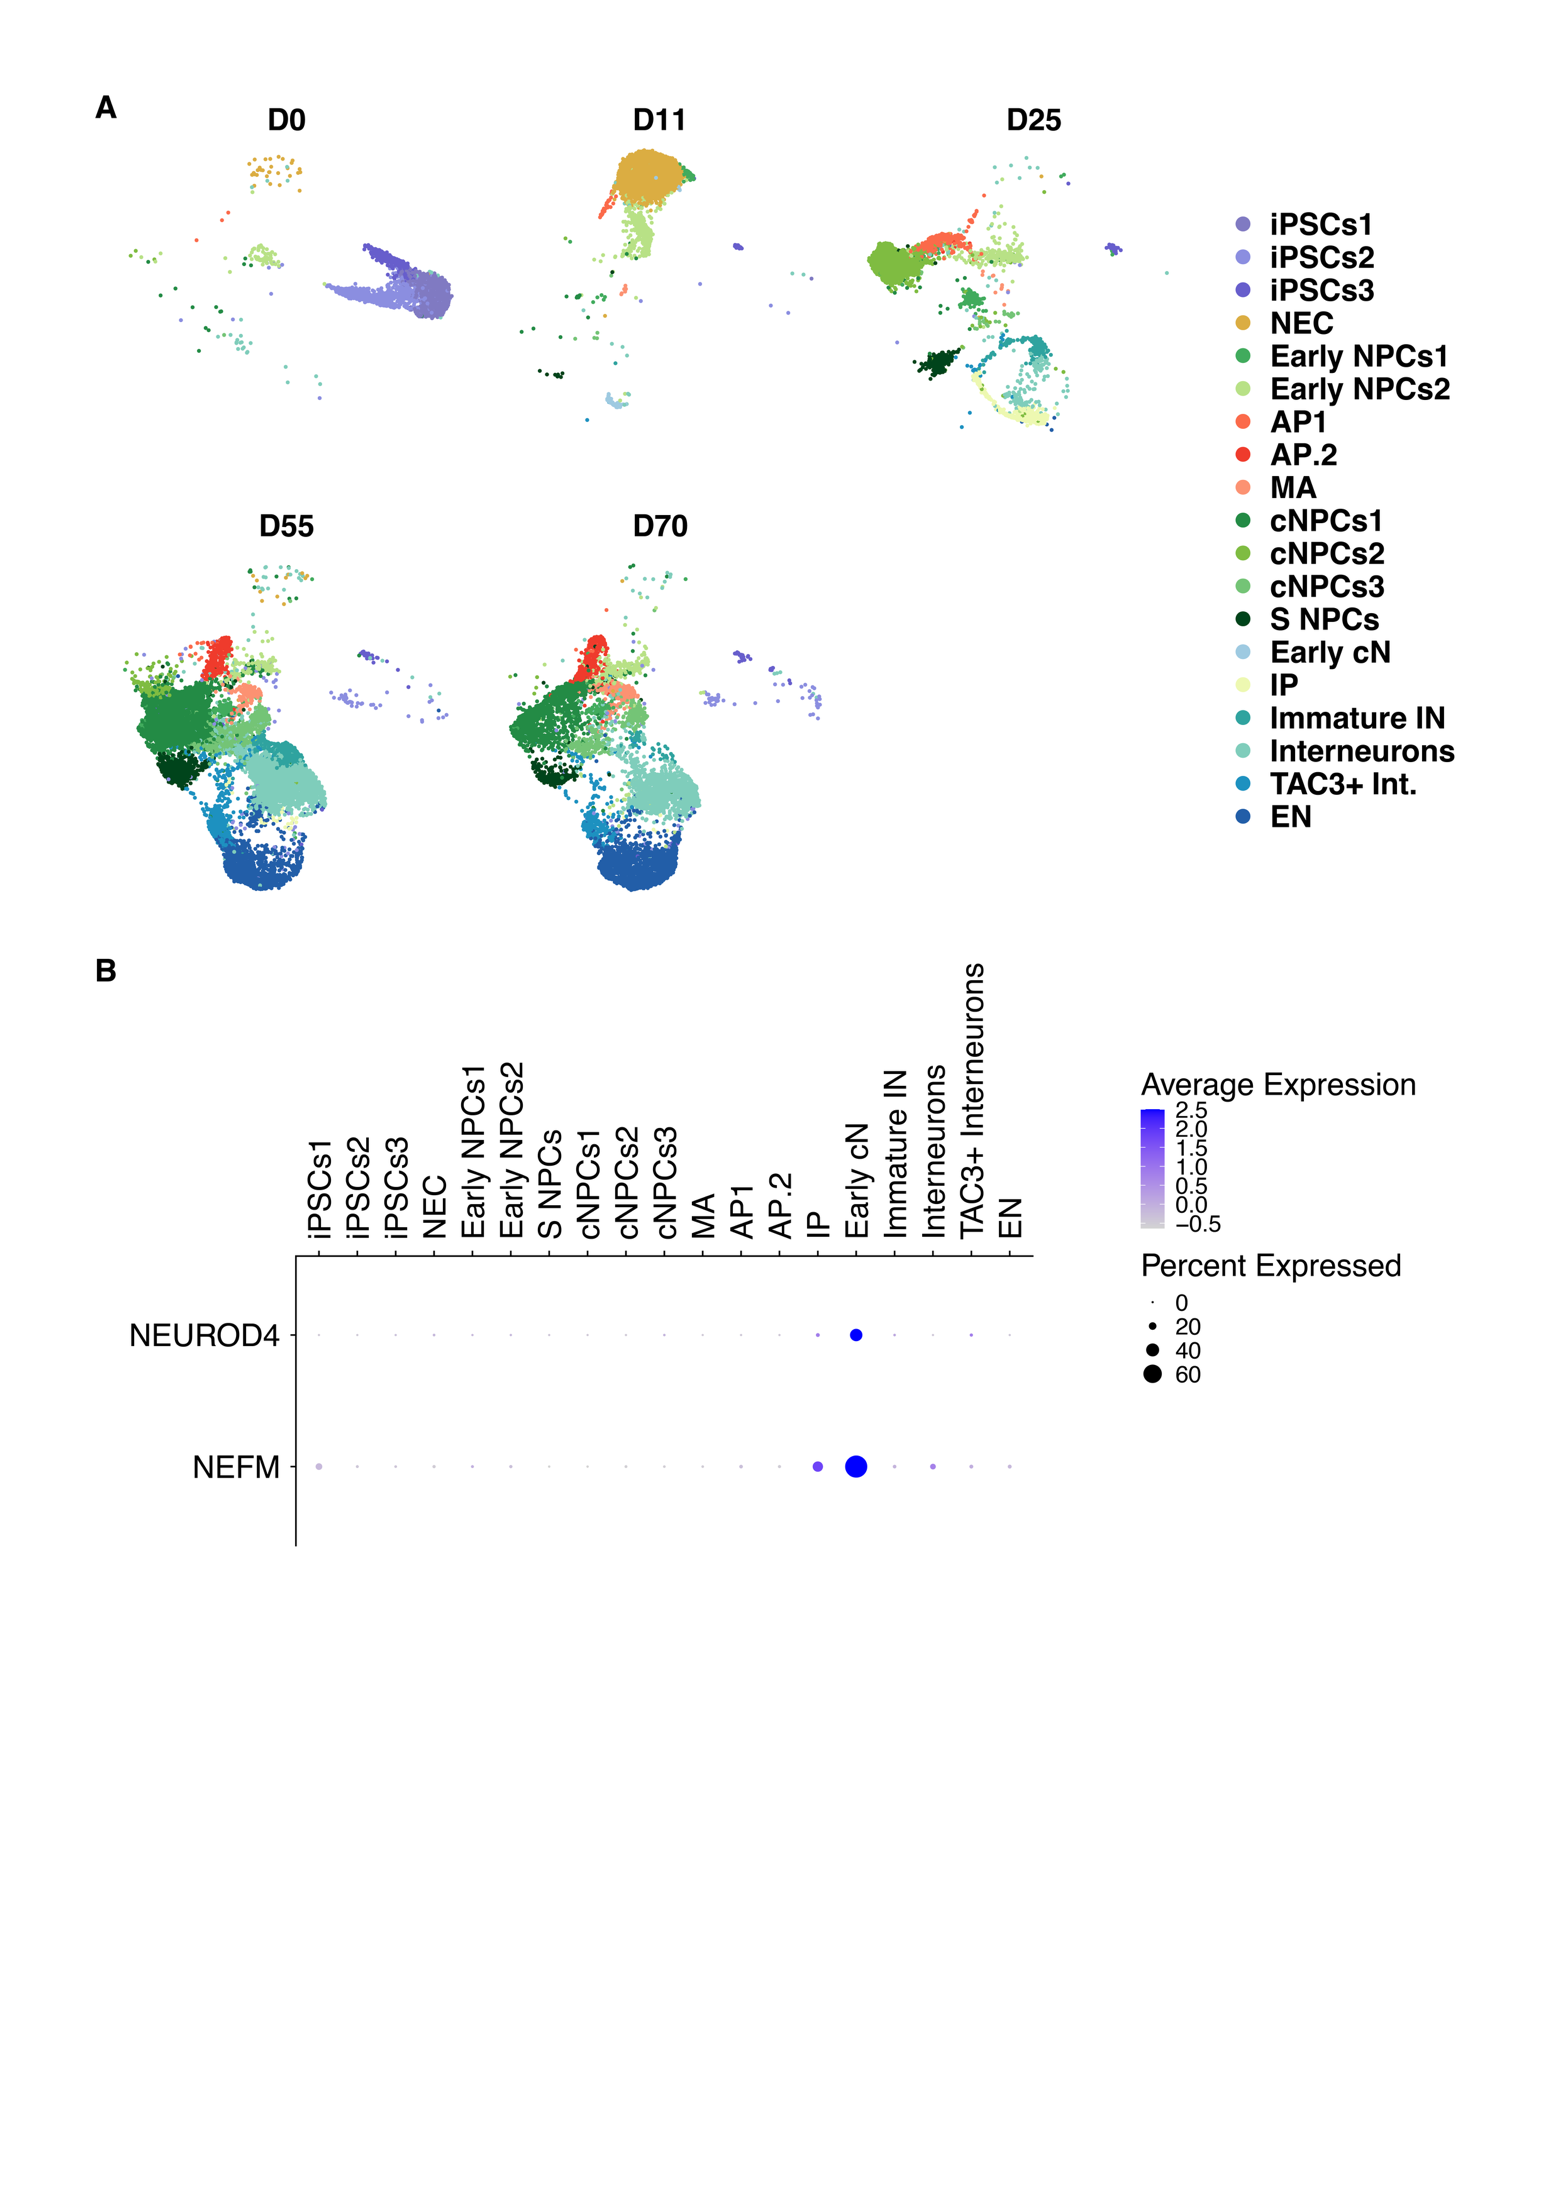 A
D0
D11
D25
iPSCs1
iPSCs2
iPSCs3
NEC
Early NPCs1
Early NPCs2
AP1
AP.2
MA
cNPCs1
cNPCs2
cNPCs3
S NPCs
Early cN
IP
Immature IN
Interneurons
TAC3+ Int.
EN
D55
D70
B
iPSCs1
iPSCs2
iPSCs3
NEC
Early NPCs1
Early NPCs2
S NPCs
cNPCs1
cNPCs2
cNPCs3
MA
AP1
AP.2
IP
Early cN
Immature IN
Interneurons
TAC3+ Interneurons
EN
NEUROD4
NEFM
Average Expression
2.5
2.0
1.5
1.0
0.5
0.0
−0.5
Percent Expressed
0
20
40
60